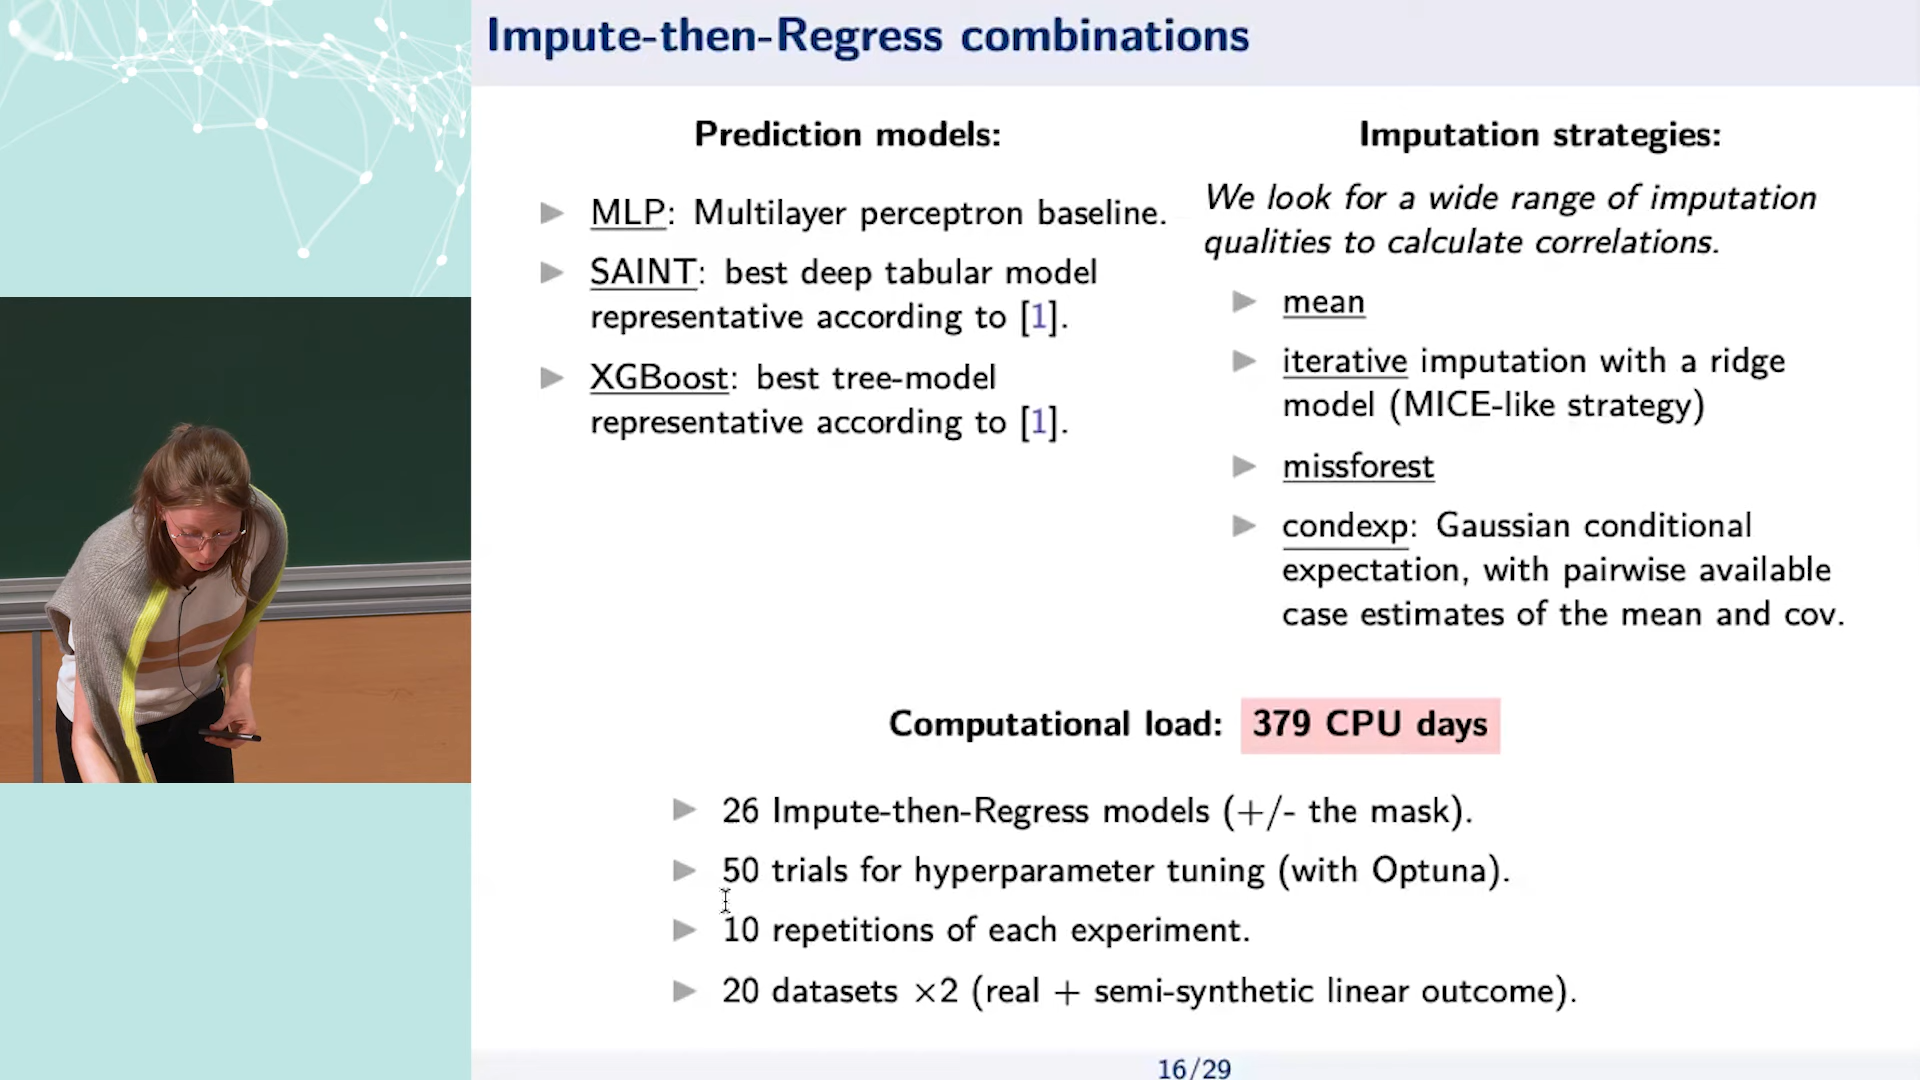 Impute-then-Regress combinations
Prediction models:
▶ MLP: Multilayer perceptron baseline.
▶ SAINT: best deep tabular model
representative according to [1].
▶ XGBoost: best tree-model
representative according to [1].
Imputation strategies:
We look for a wide range of imputation
qualities to calculate correlations.
▶ mean
▶ iterative imputation with a ridge
model (MICE-like strategy)
▶ missforest
▶ condexp: Gaussian conditional
expectation, with pairwise available
case estimates of the mean and cov.
Computational load: 379 CPU days
▶ 26 Impute-then-Regress models (+/- the mask).
▶ 50 trials for hyperparameter tuning (with Optuna).
▶ 10 repetitions of each experiment.
▶ 20 datasets ×2 (real + semi-synthetic linear outcome).
16/29